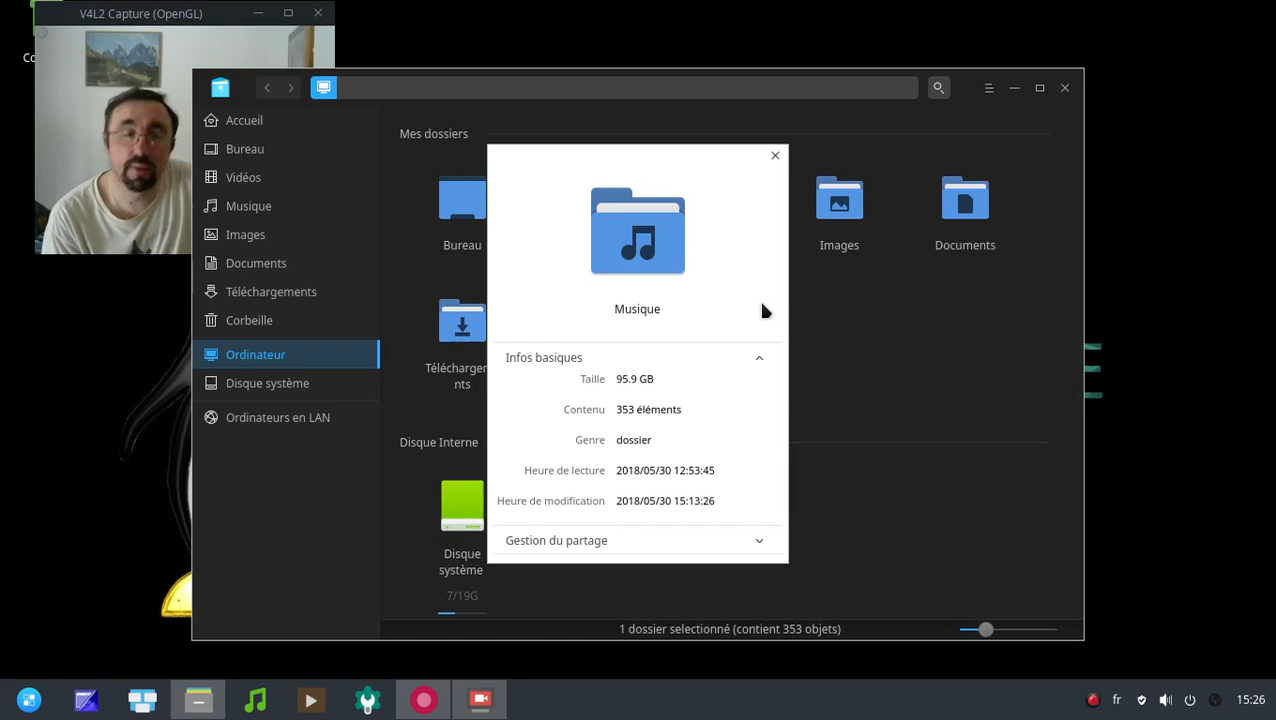 V4L2 Capture (OpenGL)
Co
Accueil
Bureau
Vidéos
Musique
Images
Documents
Téléchargements
Corbeille
Ordinateur
Disque système
Ordinateurs en LAN
Mes dossiers
Bureau
Images
Documents
Télécharger
nts
Disque Interne
Disque
système
7/19G
Musique
Infos basiques
Taille 95.9 GB
Contenu 353 éléments
Genre dossier
Heure de lecture 2018/05/30 12:53:45
Heure de modification 2018/05/30 15:13:26
Gestion du partage
1 dossier selectionné (contient 353 objets)
fr
15:26